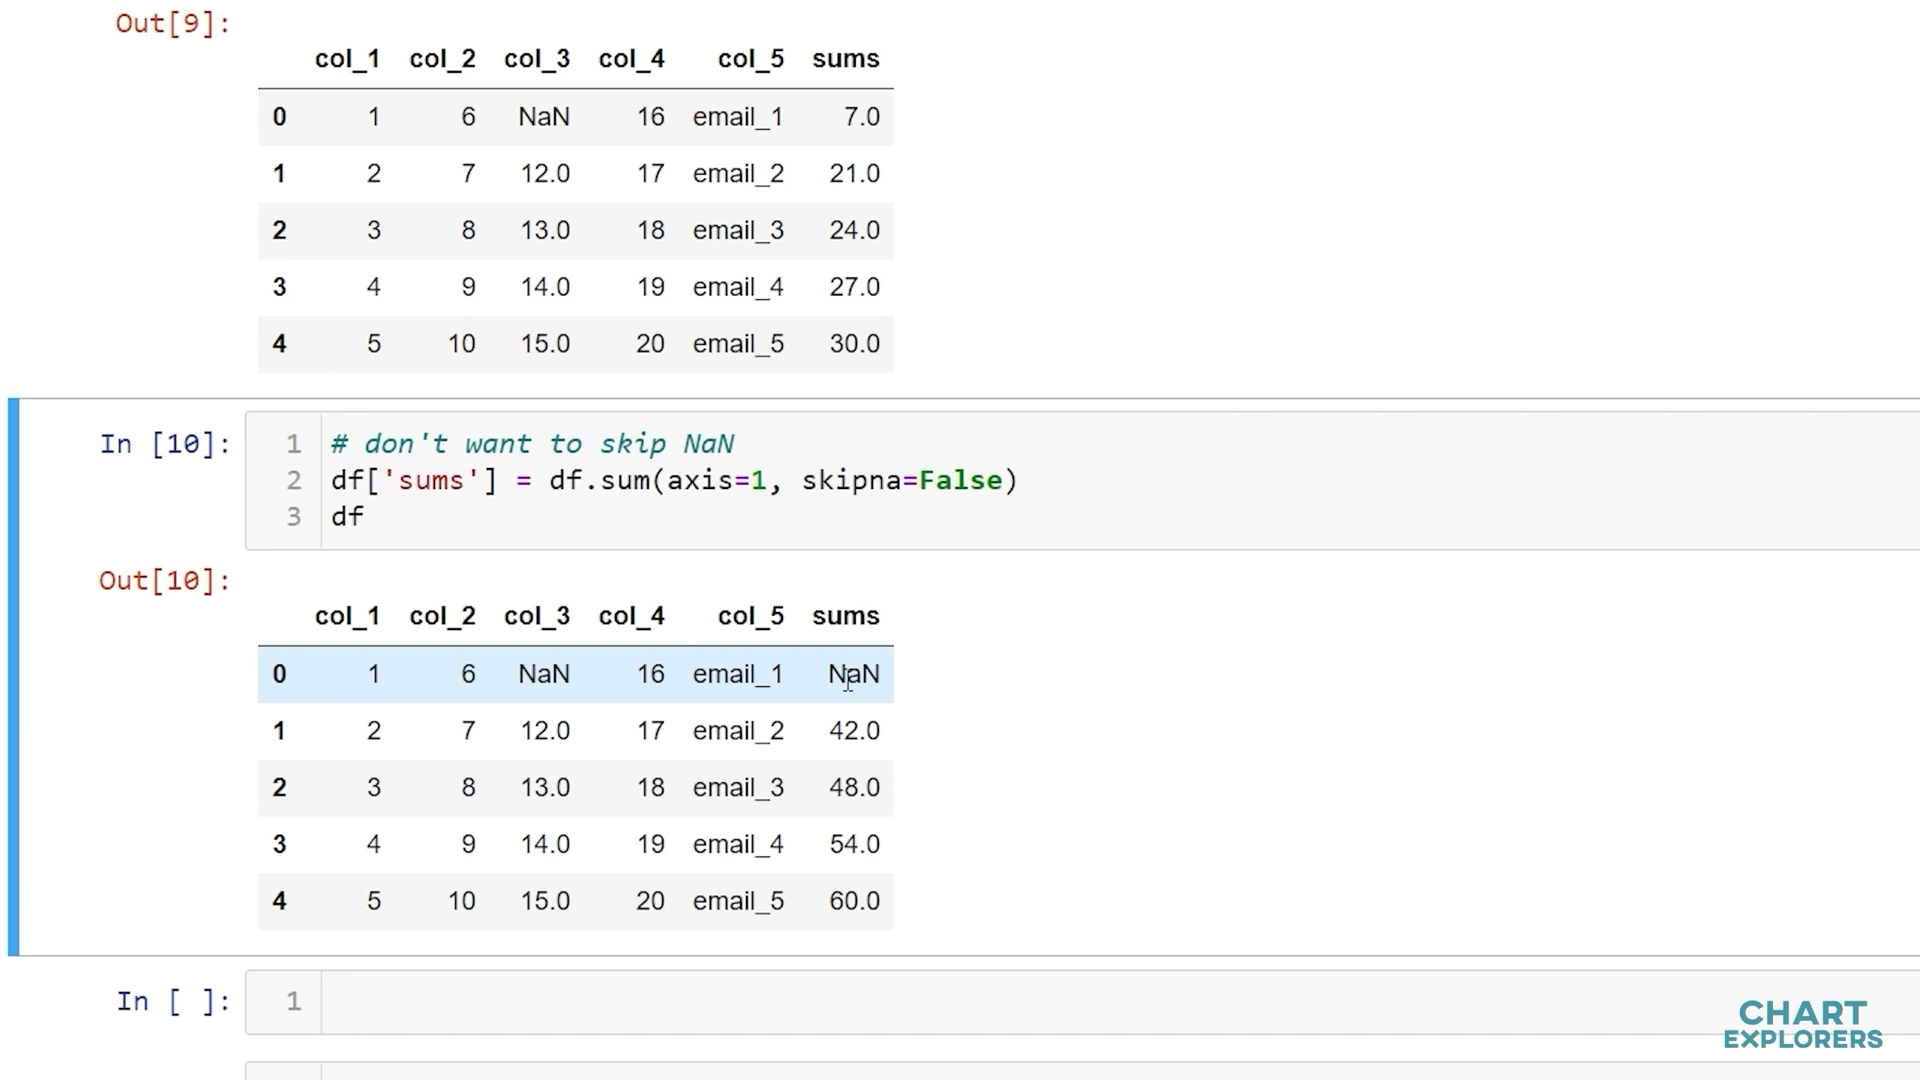 Out[9]:
col_1 col_2 col_3 col_4 col_5 sums
0 1 6 NaN 16 email_1 7.0
1 2 7 12.0 17 email_2 21.0
2 3 8 13.0 18 email_3 24.0
3 4 9 14.0 19 email_4 27.0
4 5 10 15.0 20 email_5 30.0
In [10]:
1 # don't want to skip NaN
2 df['sums'] = df.sum(axis=1, skipna=False)
3 df
Out[10]:
col_1 col_2 col_3 col_4 col_5 sums
0 1 6 NaN 16 email_1 NaN
1 2 7 12.0 17 email_2 42.0
2 3 8 13.0 18 email_3 48.0
3 4 9 14.0 19 email_4 54.0
4 5 10 15.0 20 email_5 60.0
In [ ]: 1
CHART
EXPLORERS